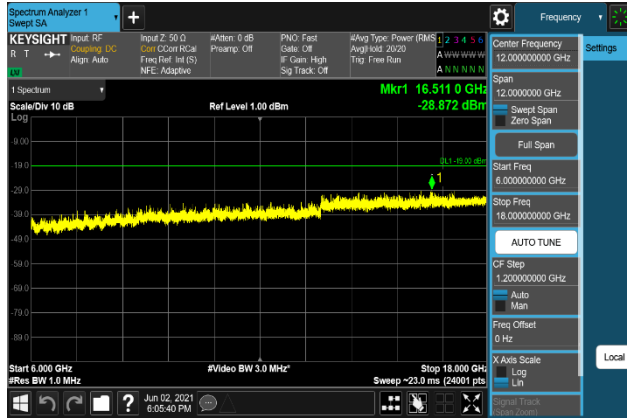 Spectrum Analyzer 1
Swept SA
+
Frequency
KEYSIGHT
R T
Input: RF
Coupling: DC
Align: Auto
Input Z: 50 Ω
Corr CCorr RCal
Freq Ref: Int (S)
NFE: Adaptive
#Atten: 0 dB
Preamp: Off
PNO: Fast
Gate: Off
IF Gain: High
Sig Track: Off
#Avg Type: Power (RMS
Avg|Hold: 20/20
Trig: Free Run
1 2 3 4 5 6
A W W W W W
A N N N N N
LXI
1 Spectrum
Scale/Div 10 dB
Log
Ref Level 1.00 dBm
Mkr1 16.511 0 GHz
-28.872 dBm
-9.00
-19.0
-29.0
-39.0
-49.0
-59.0
-69.0
-79.0
-89.0
DL1 -19.00 dBm
1
Start 6.000 GHz
#Res BW 1.0 MHz
#Video BW 3.0 MHz*
Stop 18.000 GHz
Sweep ~23.0 ms (24001 pts
Center Frequency
12.000000000 GHz
Settings
Span
12.0000000 GHz
Swept Span
Zero Span
Full Span
Start Freq
6.000000000 GHz
Stop Freq
18.000000000 GHz
AUTO TUNE
CF Step
1.200000000 GHz
Auto
Man
Freq Offset
0 Hz
X Axis Scale
Log
Lin
Local
Signal Track
(Span Zoom)
?
Jun 02, 2021
6:05:40 PM